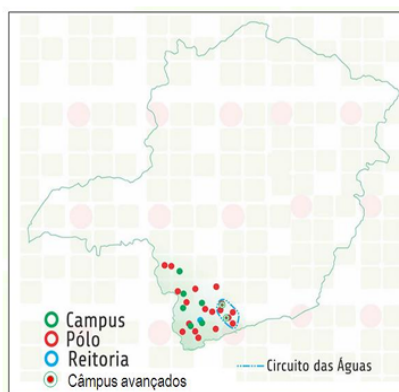 Campus
Pólo
Reitoria
Câmpus avançados
Circuito das Águas